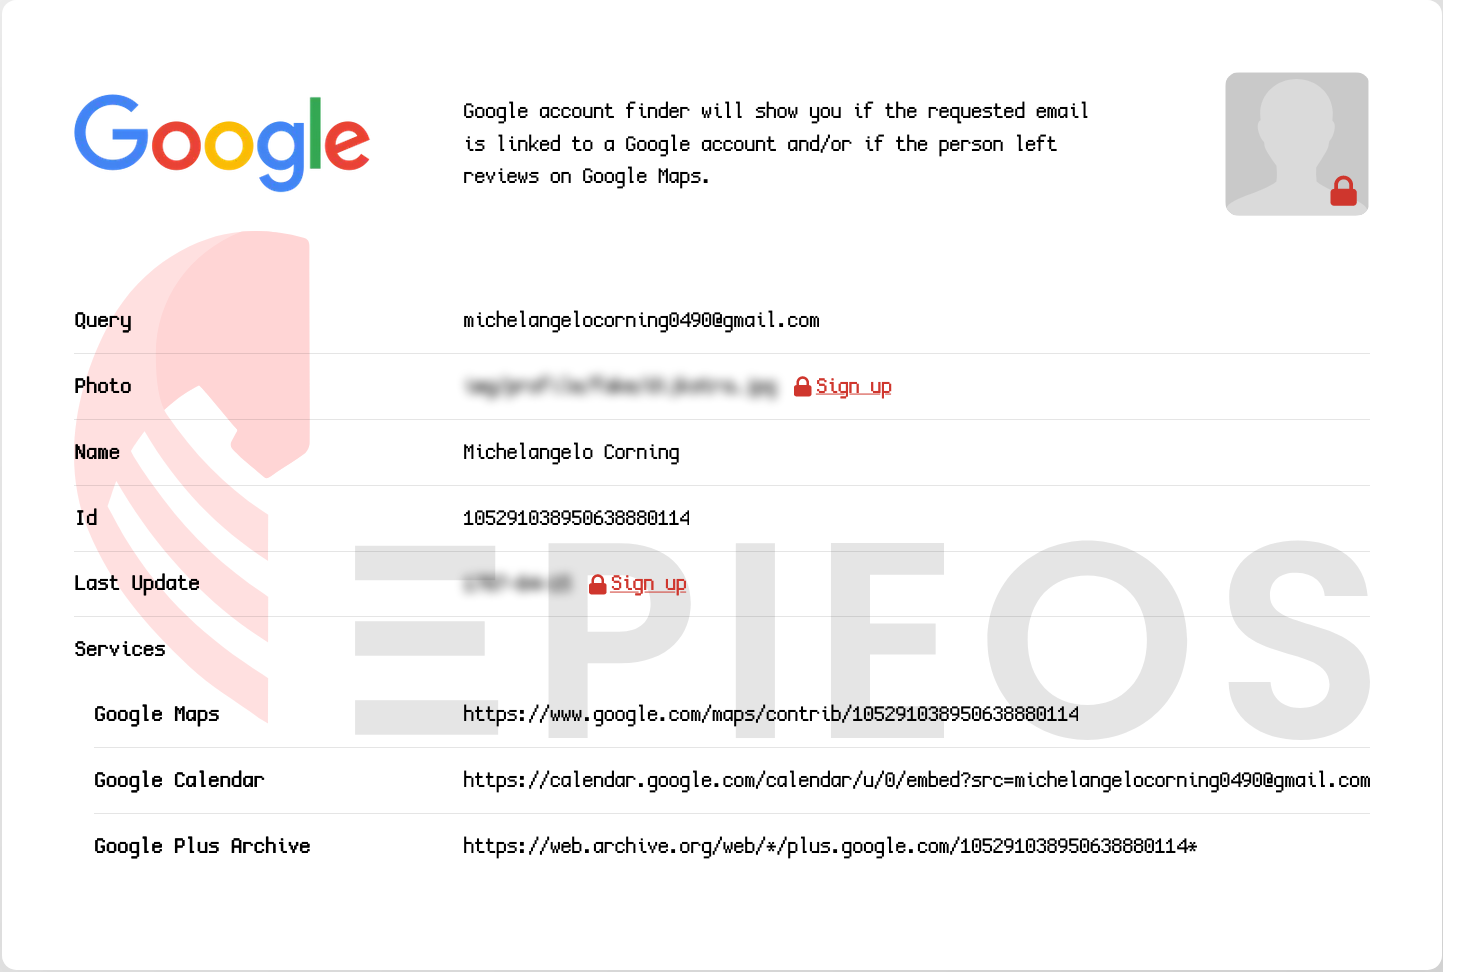 Google
Google account finder will show you if the requested email
is linked to a Google account and/or if the person left
reviews on Google Maps.
Query michelangelocorning0490@gmail.com
Photo Sign up
Name Michelangelo Corning
Id 105291038950638880114
Last Update Sign up
Services
EPIEOS
Google Maps https://www.google.com/maps/contrib/105291038950638880114
Google Calendar https://calendar.google.com/calendar/u/0/embed?src=michelangelocorning0490@gmail.com
Google Plus Archive https://web.archive.org/web/*/plus.google.com/105291038950638880114*